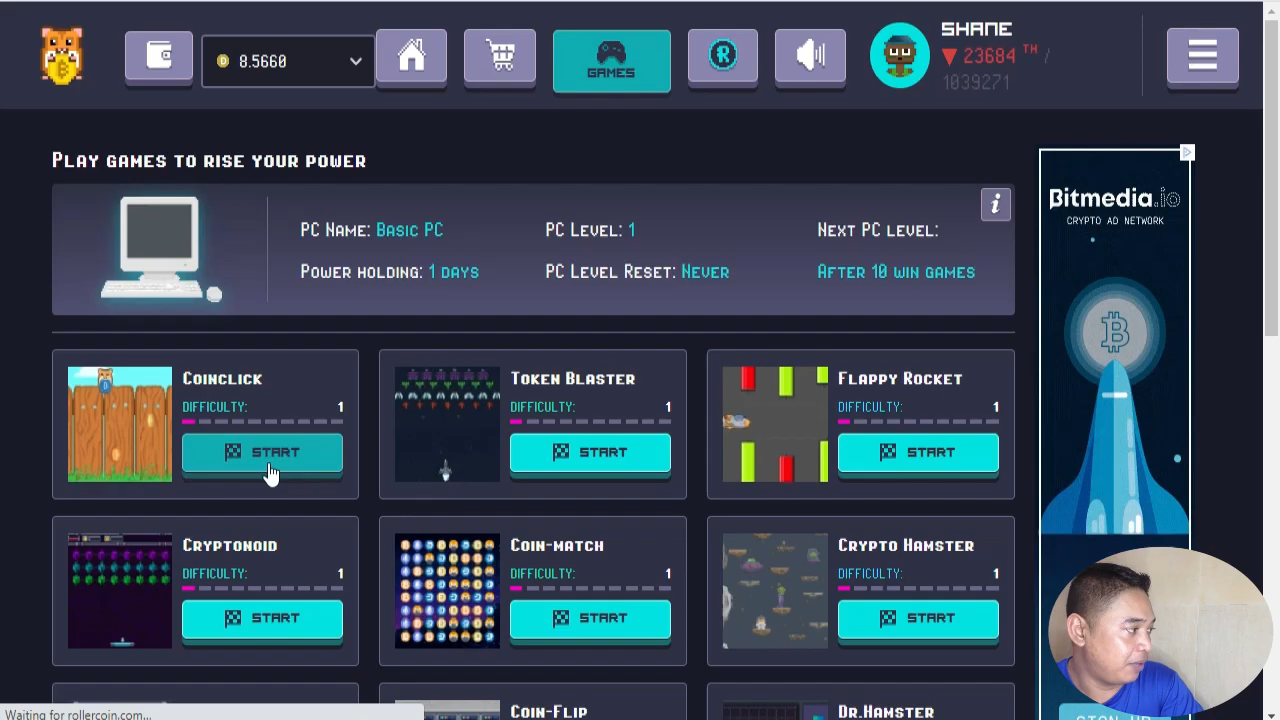 8.5660
GAMES
R
SHANE
▼ 23684 TH /
1039271
PLAY GAMES TO RISE YOUR POWER
i
PC NAME: BASIC PC
PC LEVEL: 1
NEXT PC LEVEL:
POWER HOLDING: 1 DAYS
PC LEVEL RESET: NEVER
AFTER 10 WIN GAMES
Bitmedia.io
CRYPTO AD NETWORK
COINCLICK
DIFFICULTY: 1
START
TOKEN BLASTER
DIFFICULTY: 1
START
FLAPPY ROCKET
DIFFICULTY: 1
START
CRYPTONOID
DIFFICULTY: 1
START
COIN-MATCH
DIFFICULTY: 1
START
CRYPTO HAMSTER
DIFFICULTY: 1
START
COIN-FLIP
DR.HAMSTER
SIGN UP
Waiting for rollercoin.com...